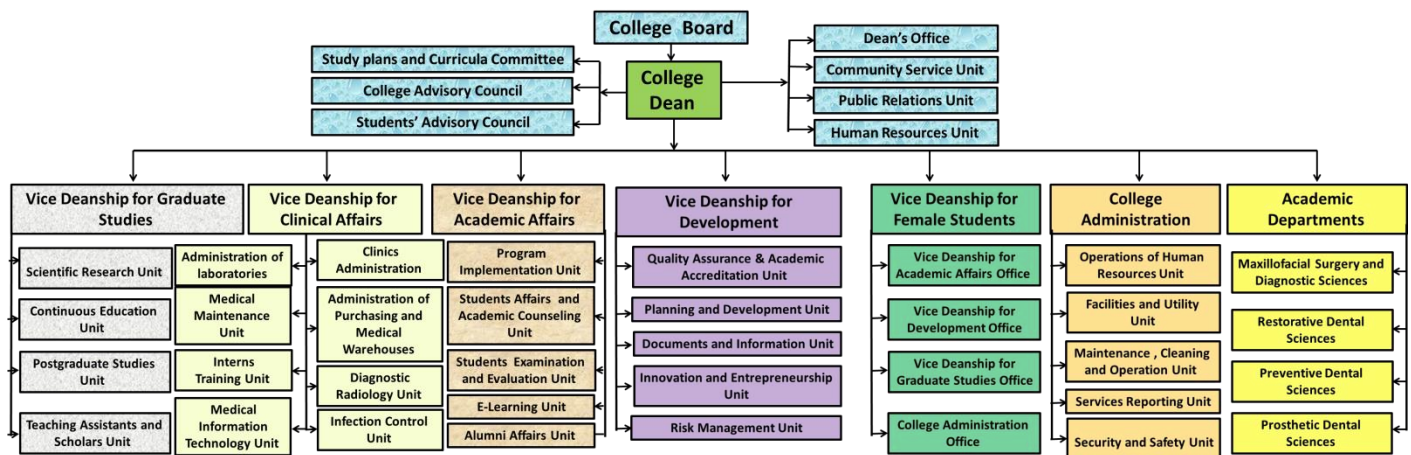 College Board
Study plans and Curricula Committee
College Advisory Council
Students' Advisory Council
College
Dean
Dean's Office
Community Service Unit
Public Relations Unit
Human Resources Unit
Vice Deanship for Graduate
Studies
Scientific Research Unit
Continuous Education
Unit
Postgraduate Studies
Unit
Teaching Assistants and
Scholars Unit
Vice Deanship for
Clinical Affairs
Administration of
laboratories
Medical
Maintenance
Unit
Interns
Training Unit
Medical
Information
Technology Unit
Clinics
Administration
Administration of
Purchasing and
Medical
Warehouses
Diagnostic
Radiology Unit
Infection Control
Unit
Vice Deanship for
Academic Affairs
Program
Implementation Unit
Students Affairs and
Academic Counseling
Unit
Students Examination
and Evaluation Unit
E-Learning Unit
Alumni Affairs Unit
Vice Deanship for
Development
Quality Assurance & Academic
Accreditation Unit
Planning and Development Unit
Documents and Information Unit
Innovation and Entrepreneurship
Unit
Risk Management Unit
Vice Deanship for
Female Students
Vice Deanship for
Academic Affairs Office
Vice Deanship for
Development Office
Vice Deanship for
Graduate Studies Office
College Administration
Office
College
Administration
Operations of Human
Resources Unit
Facilities and Utility
Unit
Maintenance , Cleaning
and Operation Unit
Services Reporting Unit
Security and Safety Unit
Academic
Departments
Maxillofacial Surgery and
Diagnostic Sciences
Restorative Dental
Sciences
Preventive Dental
Sciences
Prosthetic Dental
Sciences